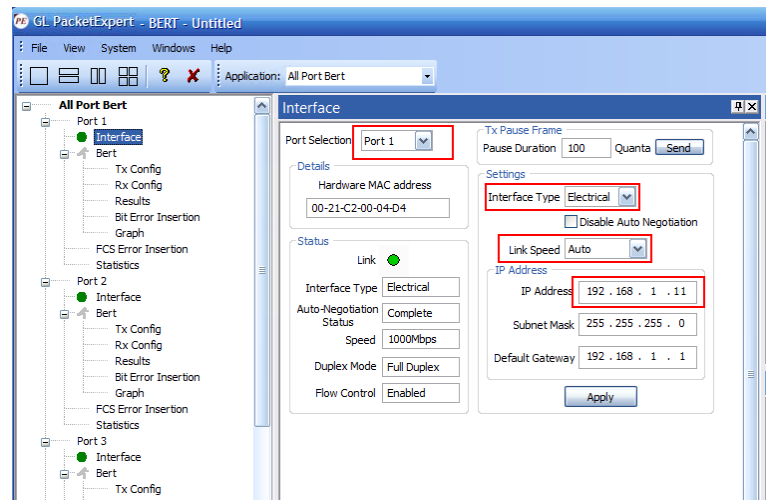 GL PacketExpert - BERT - Untitled
File View System Windows Help
Application: All Port Bert
All Port Bert
Port 1
Interface
Bert
Tx Config
Rx Config
Results
Bit Error Insertion
Graph
FCS Error Insertion
Statistics
Port 2
Interface
Bert
Tx Config
Rx Config
Results
Bit Error Insertion
Graph
FCS Error Insertion
Statistics
Port 3
Interface
Bert
Tx Config
Interface
Port Selection Port 1
Details
Hardware MAC address
00-21-C2-00-04-D4
Status
Link
Interface Type Electrical
Auto-Negotiation Status Complete
Speed 1000Mbps
Duplex Mode Full Duplex
Flow Control Enabled
Tx Pause Frame
Pause Duration 100 Quanta Send
Settings
Interface Type Electrical
Disable Auto Negotiation
Link Speed Auto
IP Address
IP Address 192 . 168 . 1 . 11
Subnet Mask 255 . 255 . 255 . 0
Default Gateway 192 . 168 . 1 . 1
Apply